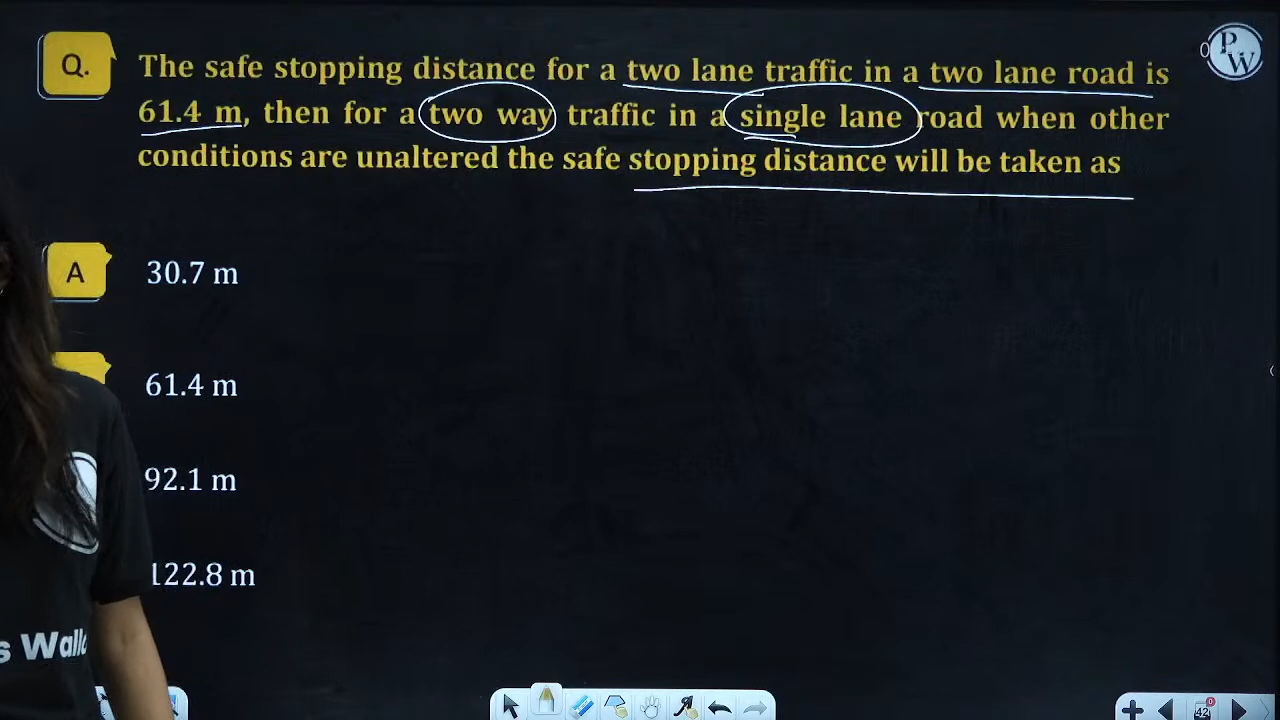 Q.
The safe stopping distance for a two lane traffic in a two lane road is
61.4 m, then for a two way traffic in a single lane road when other
conditions are unaltered the safe stopping distance will be taken as
P
W
A
30.7 m
61.4 m
92.1 m
122.8 m
s Walla
42
0